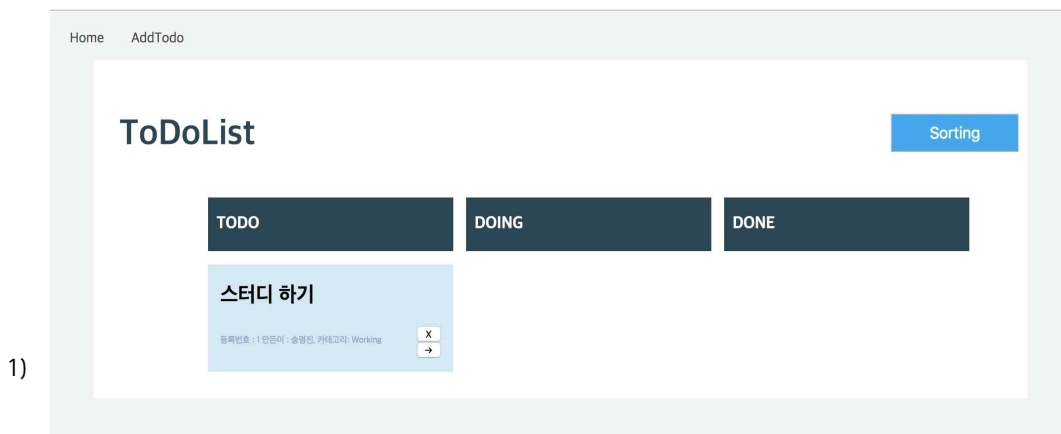 Home AddTodo
ToDoList
Sorting
TODO DOING DONE
스터디 하기
등록번호 : 1 만든이 : 송명진, 카테고리: Working
X
→
1)